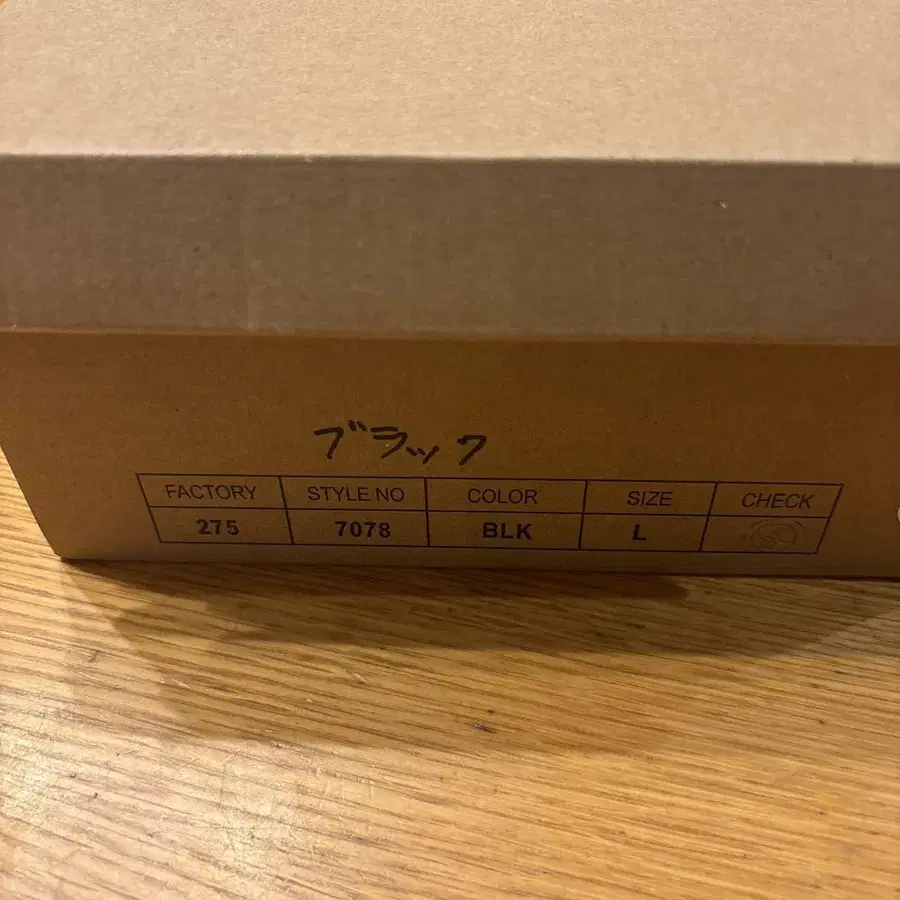 ブラック
FACTORY STYLE NO COLOR SIZE CHECK
275 7078 BLK L